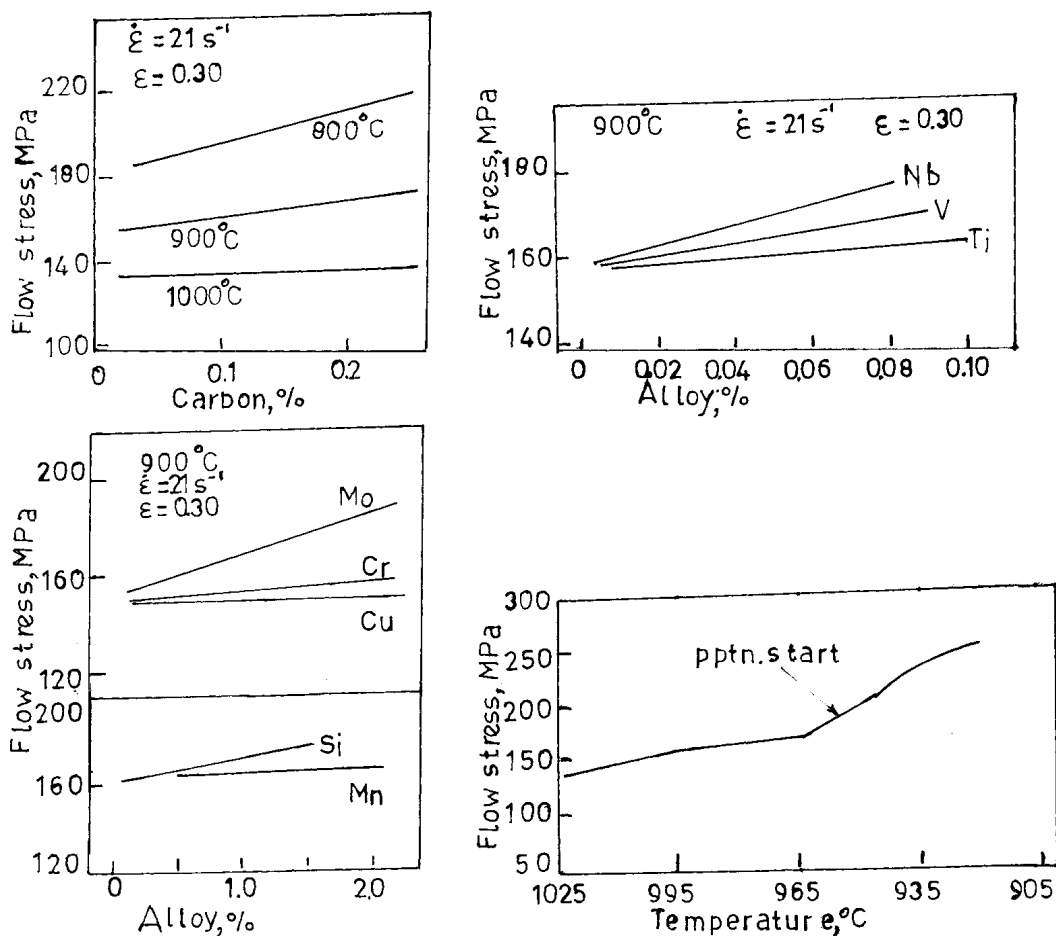 ε̇ = 21 s⁻¹
ε = 0.30
220
180
140
100
Flow stress, MPa
800°C
900°C
1000°C
0 0.1 0.2
Carbon, %
900°C ε̇ = 21 s⁻¹ ε = 0.30
180
160
140
Flow stress, MPa
Nb
V
Ti
0 0.02 0.04 0.06 0.08 0.10
Alloy, %
900°C
ε̇ = 21 s⁻¹
ε = 0.30
200
160
120
200
160
120
Flow stress, MPa
Mo
Cr
Cu
Si
Mn
0 1.0 2.0
Alloy, %
300
250
200
150
100
50
Flow stress, MPa
pptn. start
1025 995 965 935 905
Temperature, °C